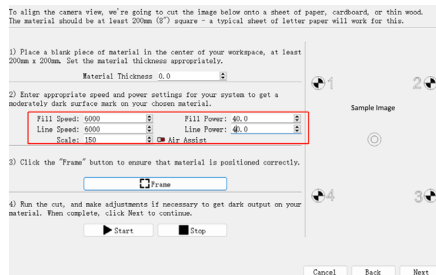 To align the camera view, we're going to cut the image below onto a sheet of paper, cardboard, or thin wood.
The material should be at least 200mm (8") square - a typical sheet of letter paper will work for this.
1) Place a blank piece of material in the center of your workspace, at least
200mm x 200mm. Set the material thickness appropriately.
Material Thickness 0.0
2) Enter appropriate speed and power settings for your system to get a
moderately dark surface mark on your chosen material.
Fill Speed: 6000 Fill Power: 40.0
Line Speed: 6000 Line Power: 40.0
Scale: 150 Air Assist
3) Click the "Frame" button to ensure that material is positioned correctly.
Frame
4) Run the cut, and make adjustments if necessary to get dark output on your
material. When complete, click Next to continue.
Start Stop
1 2
Sample Image
4 3
Cancel Back Next